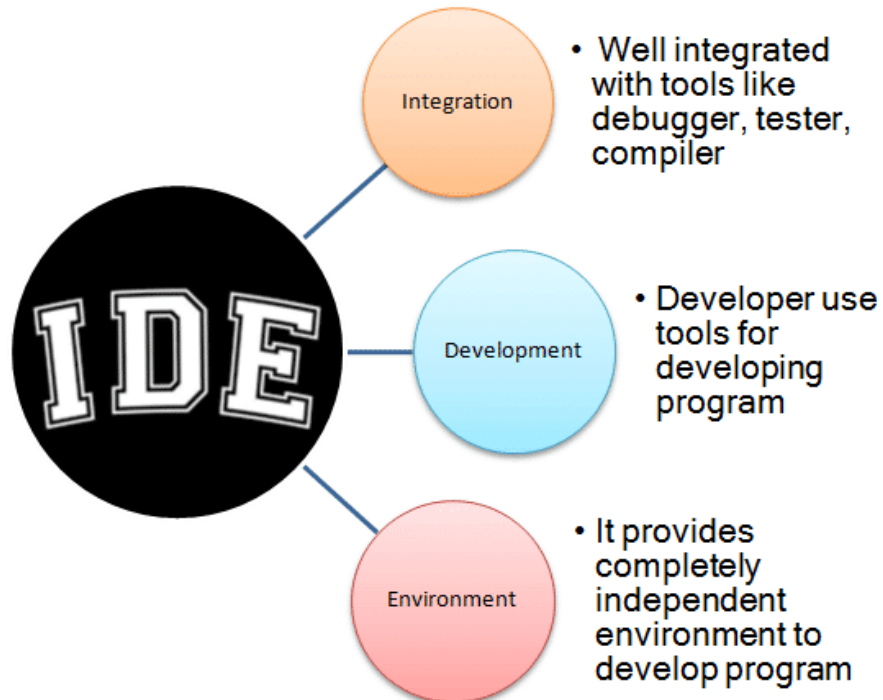 IDE
Integration
• Well integrated
with tools like
debugger, tester,
compiler
Development
• Developer use
tools for
developing
program
Environment
• It provides
completely
independent
environment to
develop program